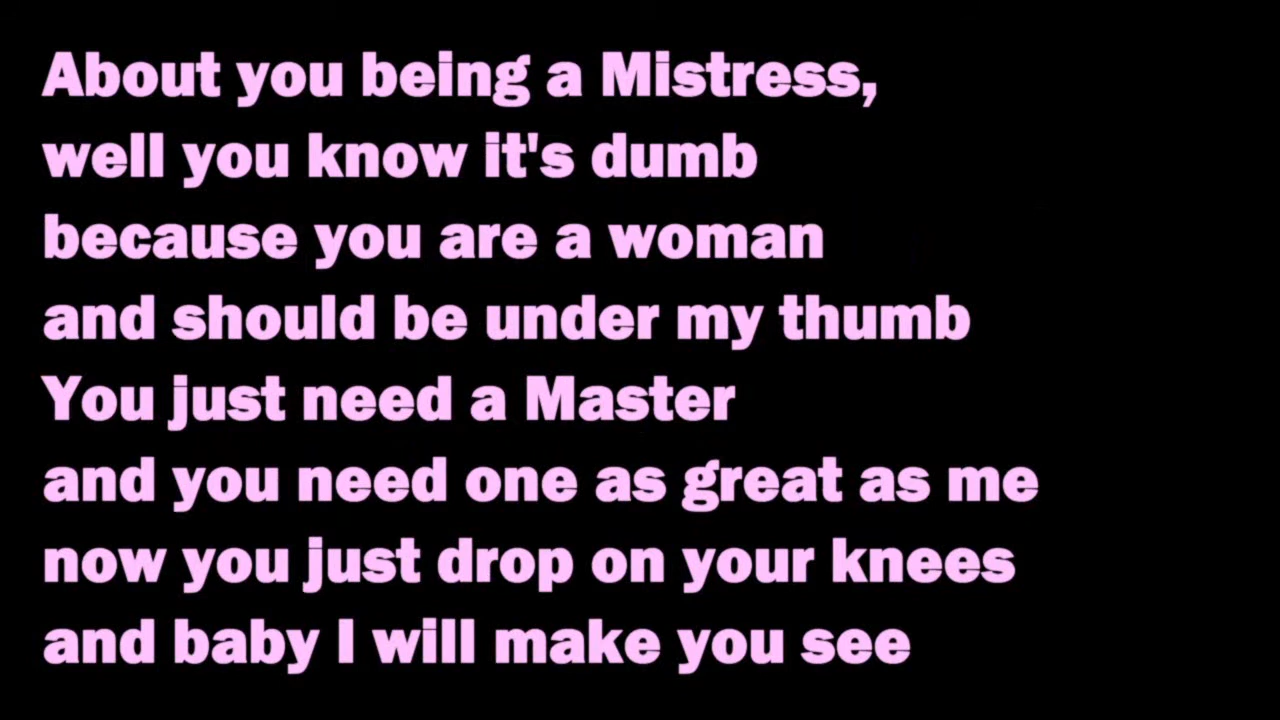 About you being a Mistress,
well you know it's dumb
because you are a woman
and should be under my thumb
You just need a Master
and you need one as great as me
now you just drop on your knees
and baby I will make you see